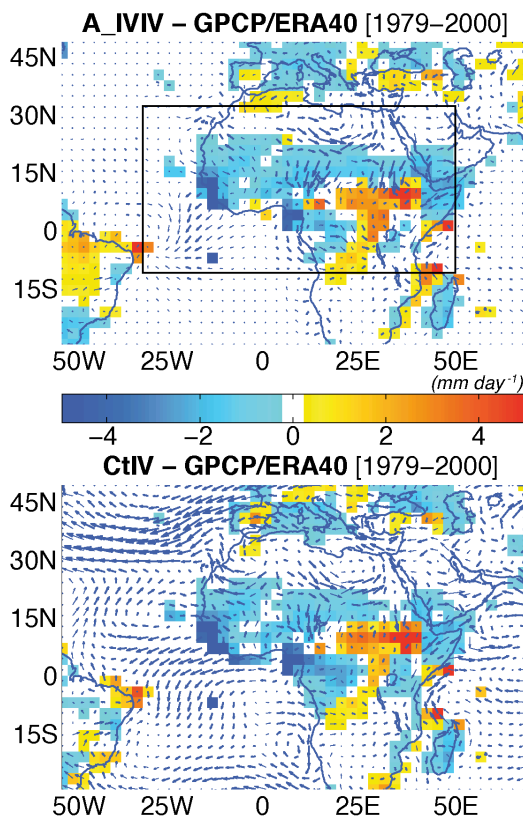 A_IVIV – GPCP/ERA40 [1979–2000]
45N
30N
15N
0
15S
50W 25W 0 25E 50E
(mm day⁻¹)
−4 −2 0 2 4
CtIV – GPCP/ERA40 [1979–2000]
45N
30N
15N
0
15S
50W 25W 0 25E 50E